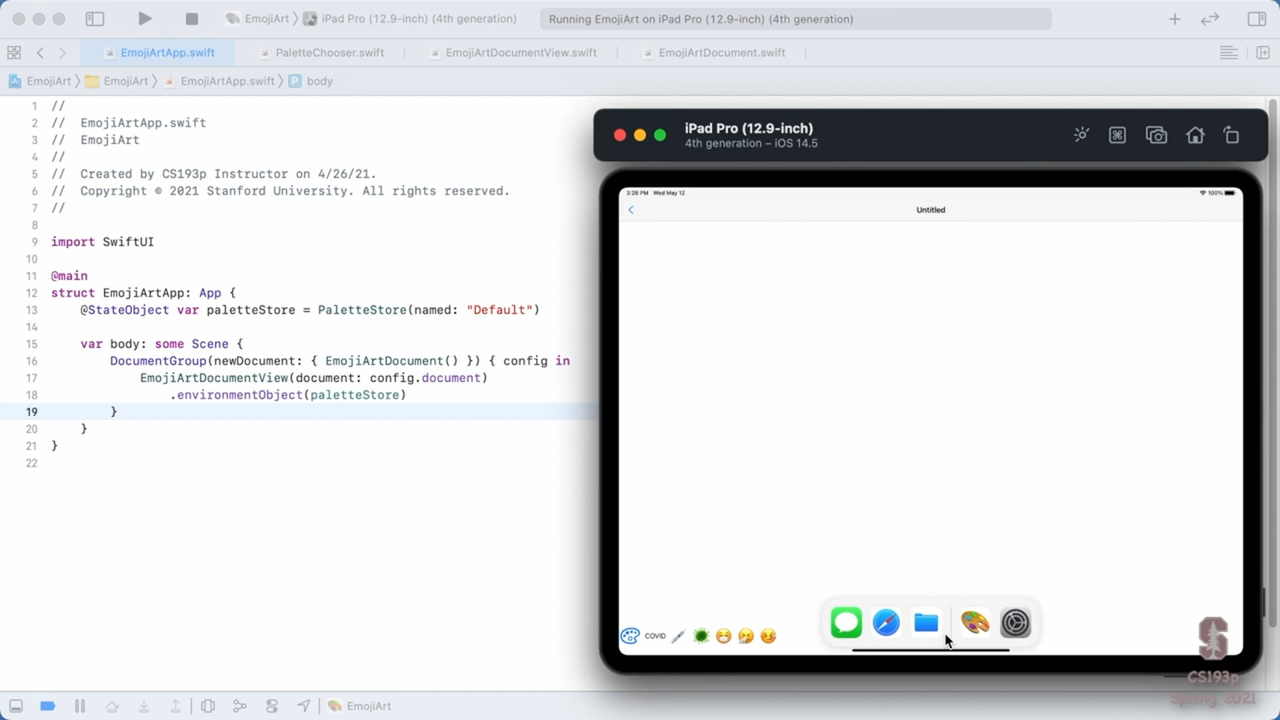 EmojiArt 〉 iPad Pro (12.9-inch) (4th generation)
Running EmojiArt on iPad Pro (12.9-inch) (4th generation)
EmojiArtApp.swift
PaletteChooser.swift
EmojiArtDocumentView.swift
EmojiArtDocument.swift
EmojiArt 〉 EmojiArt 〉 EmojiArtApp.swift 〉 P body
1 //
2 //  EmojiArtApp.swift
3 //  EmojiArt
4 //
5 //  Created by CS193p Instructor on 4/26/21.
6 //  Copyright © 2021 Stanford University. All rights reserved.
7 //
8
9 import SwiftUI
10
11 @main
12 struct EmojiArtApp: App {
13     @StateObject var paletteStore = PaletteStore(named: "Default")
14
15     var body: some Scene {
16         DocumentGroup(newDocument: { EmojiArtDocument() }) { config in
17             EmojiArtDocumentView(document: config.document)
18                 .environmentObject(paletteStore)
19         }
20     }
21 }
22
iPad Pro (12.9-inch)
4th generation – iOS 14.5
3:28 PM Wed May 12
100%
Untitled
COVID
CS193p
Spring 2021
EmojiArt